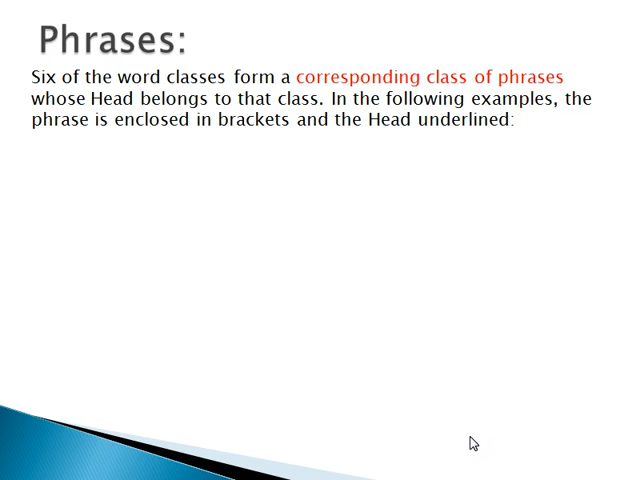 Phrases:
Six of the word classes form a corresponding class of phrases
whose Head belongs to that class. In the following examples, the
phrase is enclosed in brackets and the Head underlined: